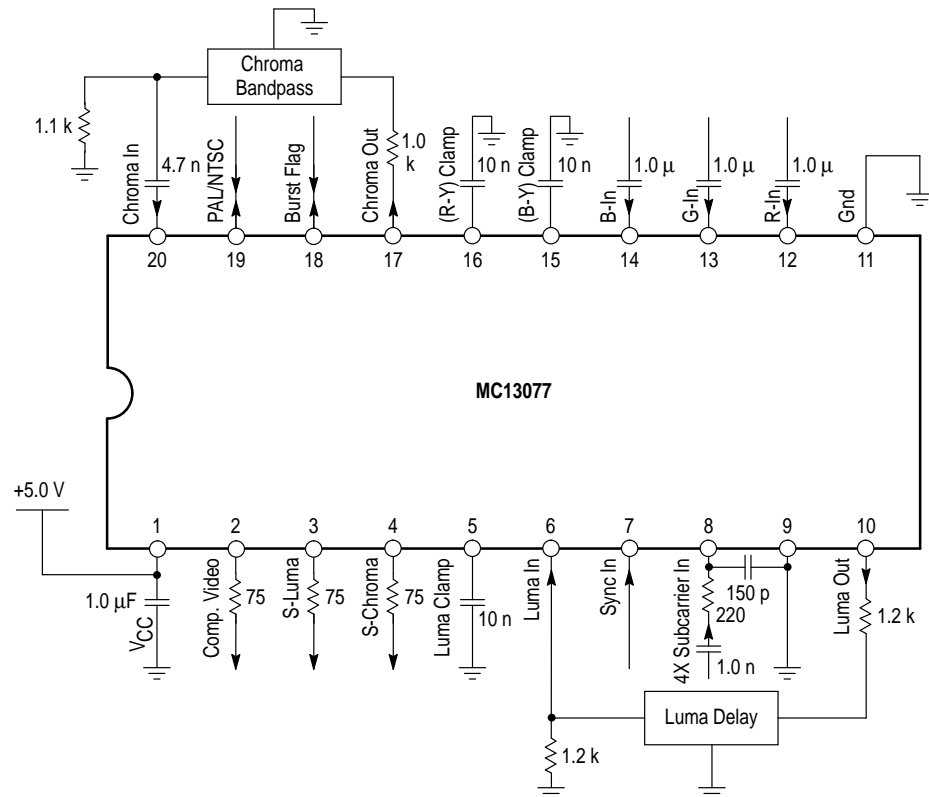 Chroma
Bandpass
1.1 k
4.7 n
1.0
k
10 n
10 n
1.0 µ
1.0 µ
1.0 µ
Chroma In
PAL/NTSC
Burst Flag
Chroma Out
(R-Y) Clamp
(B-Y) Clamp
B-In
G-In
R-In
Gnd
20
19
18
17
16
15
14
13
12
11
MC13077
+5.0 V
1
2
3
4
5
6
7
8
9
10
1.0 µF
VCC
Comp. Video
75
S-Luma
75
S-Chroma
75
Luma Clamp
10 n
Luma In
Sync In
4X Subcarrier In
150 p
220
1.0 n
Luma Out
1.2 k
Luma Delay
1.2 k